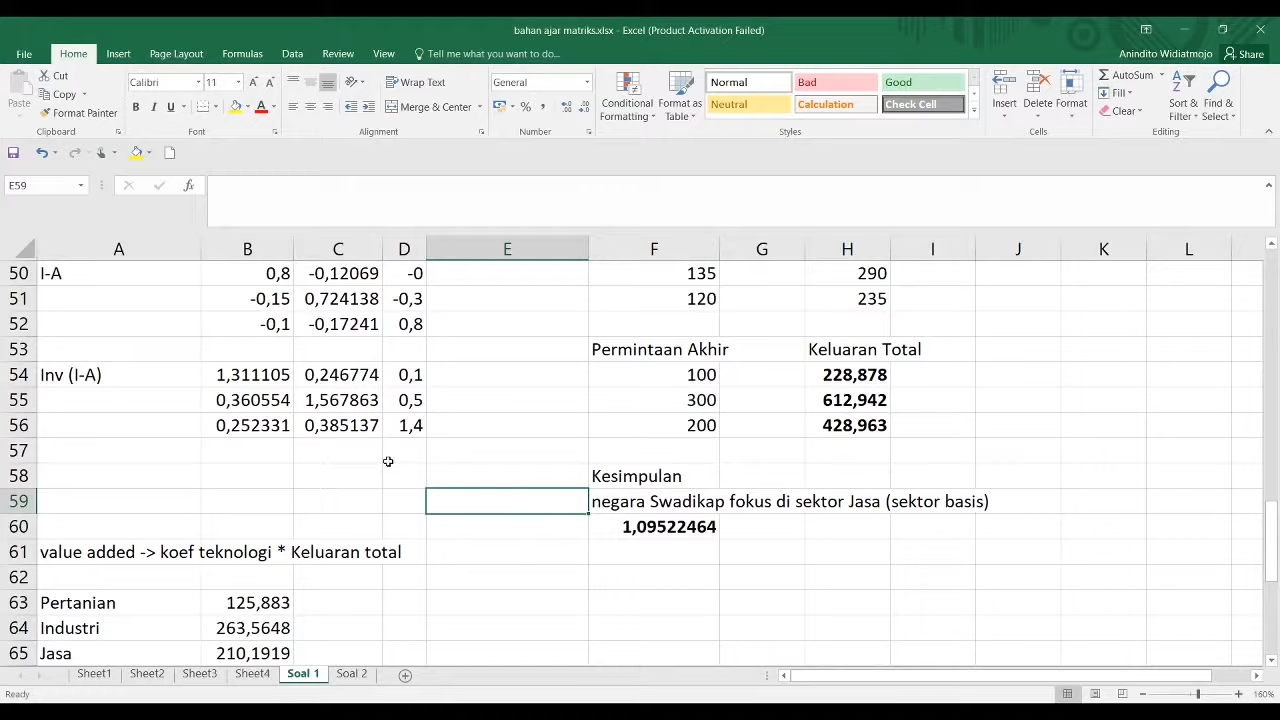 bahan ajar matriks.xlsx - Excel (Product Activation Failed)
File Home Insert Page Layout Formulas Data Review View Tell me what you want to do... Anindito Widiatmojo Share
Paste Cut Copy Format Painter
Clipboard
Calibri 11
B I U
Font
Wrap Text
Merge & Center
Alignment
General
Number
Conditional Formatting Format as Table
Normal Bad Good
Neutral Calculation Check Cell
Styles
Insert Delete Format
Cells
AutoSum Fill Clear Sort & Filter Find & Select
Editing
E59 fx
A B C D E F G H I J K L
50 I-A 0,8 -0,12069 -0 135 290
51 -0,15 0,724138 -0,3 120 235
52 -0,1 -0,17241 0,8
53 Permintaan Akhir Keluaran Total
54 Inv (I-A) 1,311105 0,246774 0,1 100 228,878
55 0,360554 1,567863 0,5 300 612,942
56 0,252331 0,385137 1,4 200 428,963
57
58 Kesimpulan
59 negara Swadikap fokus di sektor Jasa (sektor basis)
60 1,09522464
61 value added -> koef teknologi * Keluaran total
62
63 Pertanian 125,883
64 Industri 263,5648
65 Jasa 210,1919
Sheet1 Sheet2 Sheet3 Sheet4 Soal 1 Soal 2
Ready 160%